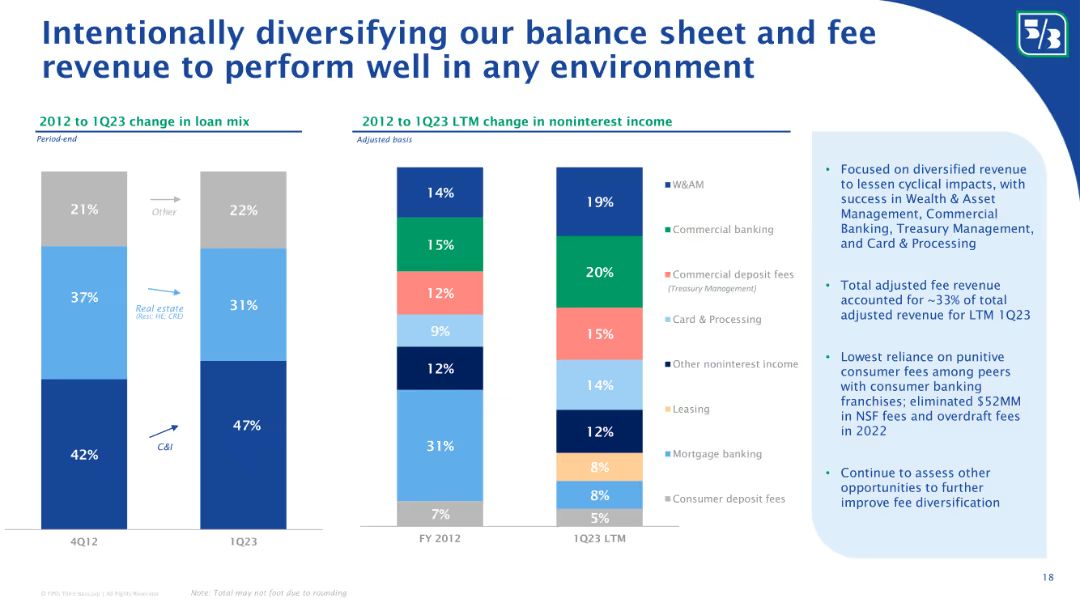 Intentionally diversifying our balance sheet and fee
revenue to perform well in any environment
5/3
2012 to 1Q23 change in loan mix
Period-end
21%
37%
42%
Other
Real estate
(Resi; HE; CRE)
C&I
22%
31%
47%
4Q12
1Q23
2012 to 1Q23 LTM change in noninterest income
Adjusted basis
14%
15%
12%
9%
12%
31%
7%
19%
20%
15%
14%
12%
8%
8%
5%
FY 2012
1Q23 LTM
W&AM
Commercial banking
Commercial deposit fees
(Treasury Management)
Card & Processing
Other noninterest income
Leasing
Mortgage banking
Consumer deposit fees
• Focused on diversified revenue
to lessen cyclical impacts, with
success in Wealth & Asset
Management, Commercial
Banking, Treasury Management,
and Card & Processing
• Total adjusted fee revenue
accounted for ~33% of total
adjusted revenue for LTM 1Q23
• Lowest reliance on punitive
consumer fees among peers
with consumer banking
franchises; eliminated $52MM
in NSF fees and overdraft fees
in 2022
• Continue to assess other
opportunities to further
improve fee diversification
18
© Fifth Third Bancorp | All Rights Reserved
Note: Total may not foot due to rounding